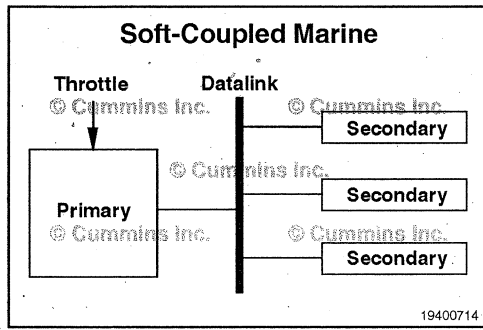 Soft-Coupled Marine
Throttle
Datalink
© Cummins Inc.
© Cummins Inc.
Secondary
© Cummins Inc.
Primary
Secondary
© Cummins Inc.
© Cummins Inc.
Secondary
19400714